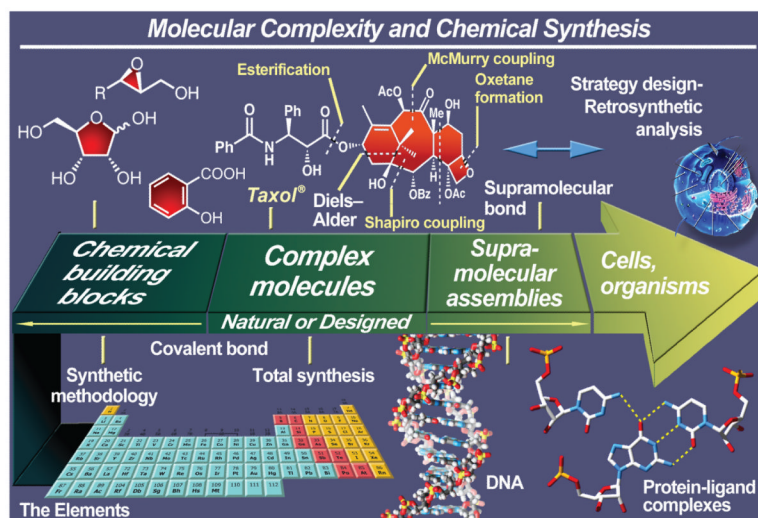 Molecular Complexity and Chemical Synthesis
R
O
OH
HO
O
OH
HO
OH
COOH
OH
Esterification
McMurry coupling
Oxetane
formation
Strategy design-
Retrosynthetic
analysis
AcO
O
OH
Me
O
Ph
O
Ph
N
H
OH
O
HO
H
OBz
OAc
O
Taxol®
Diels–
Alder
Shapiro coupling
Supramolecular
bond
Chemical
building
blocks
Complex
molecules
Supra-
molecular
assemblies
Cells,
organisms
Natural or Designed
Covalent bond
Synthetic
methodology
Total synthesis
DNA
Protein-ligand
complexes
The Elements